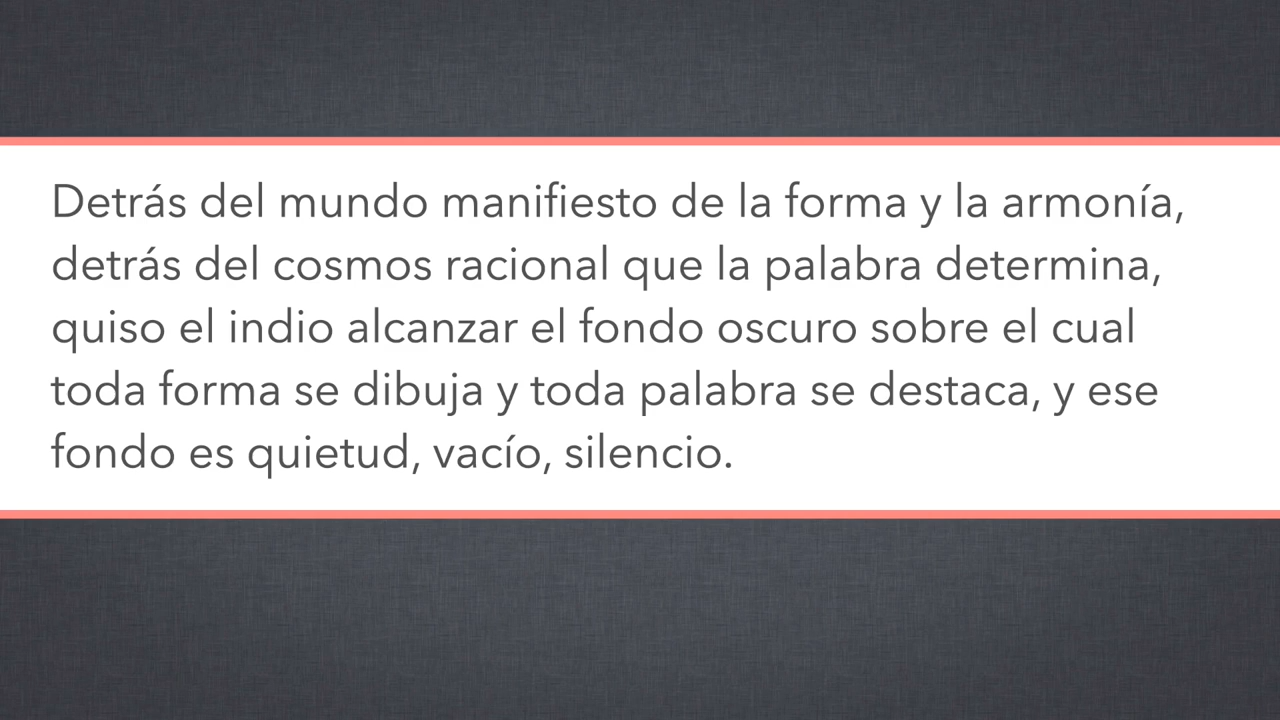 Detrás del mundo manifiesto de la forma y la armonía,
detrás del cosmos racional que la palabra determina,
quiso el indio alcanzar el fondo oscuro sobre el cual
toda forma se dibuja y toda palabra se destaca, y ese
fondo es quietud, vacío, silencio.